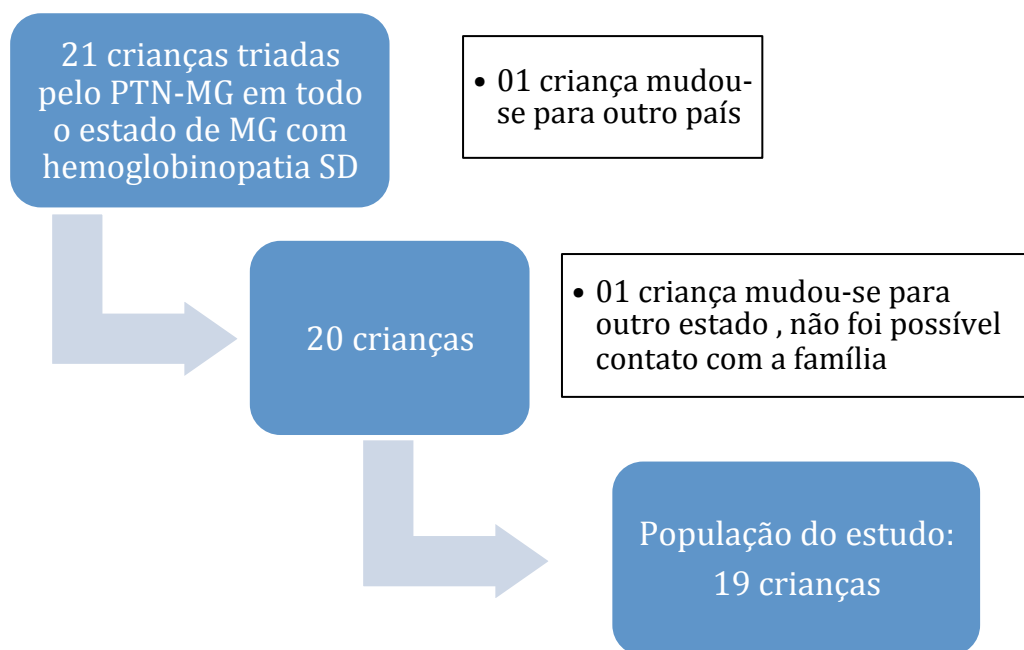 21 crianças triadas
pelo PTN-MG em todo
o estado de MG com
hemoglobinopatia SD
• 01 criança mudou-
se para outro país
20 crianças
• 01 criança mudou-se para
outro estado , não foi possível
contato com a família
População do estudo:
19 crianças